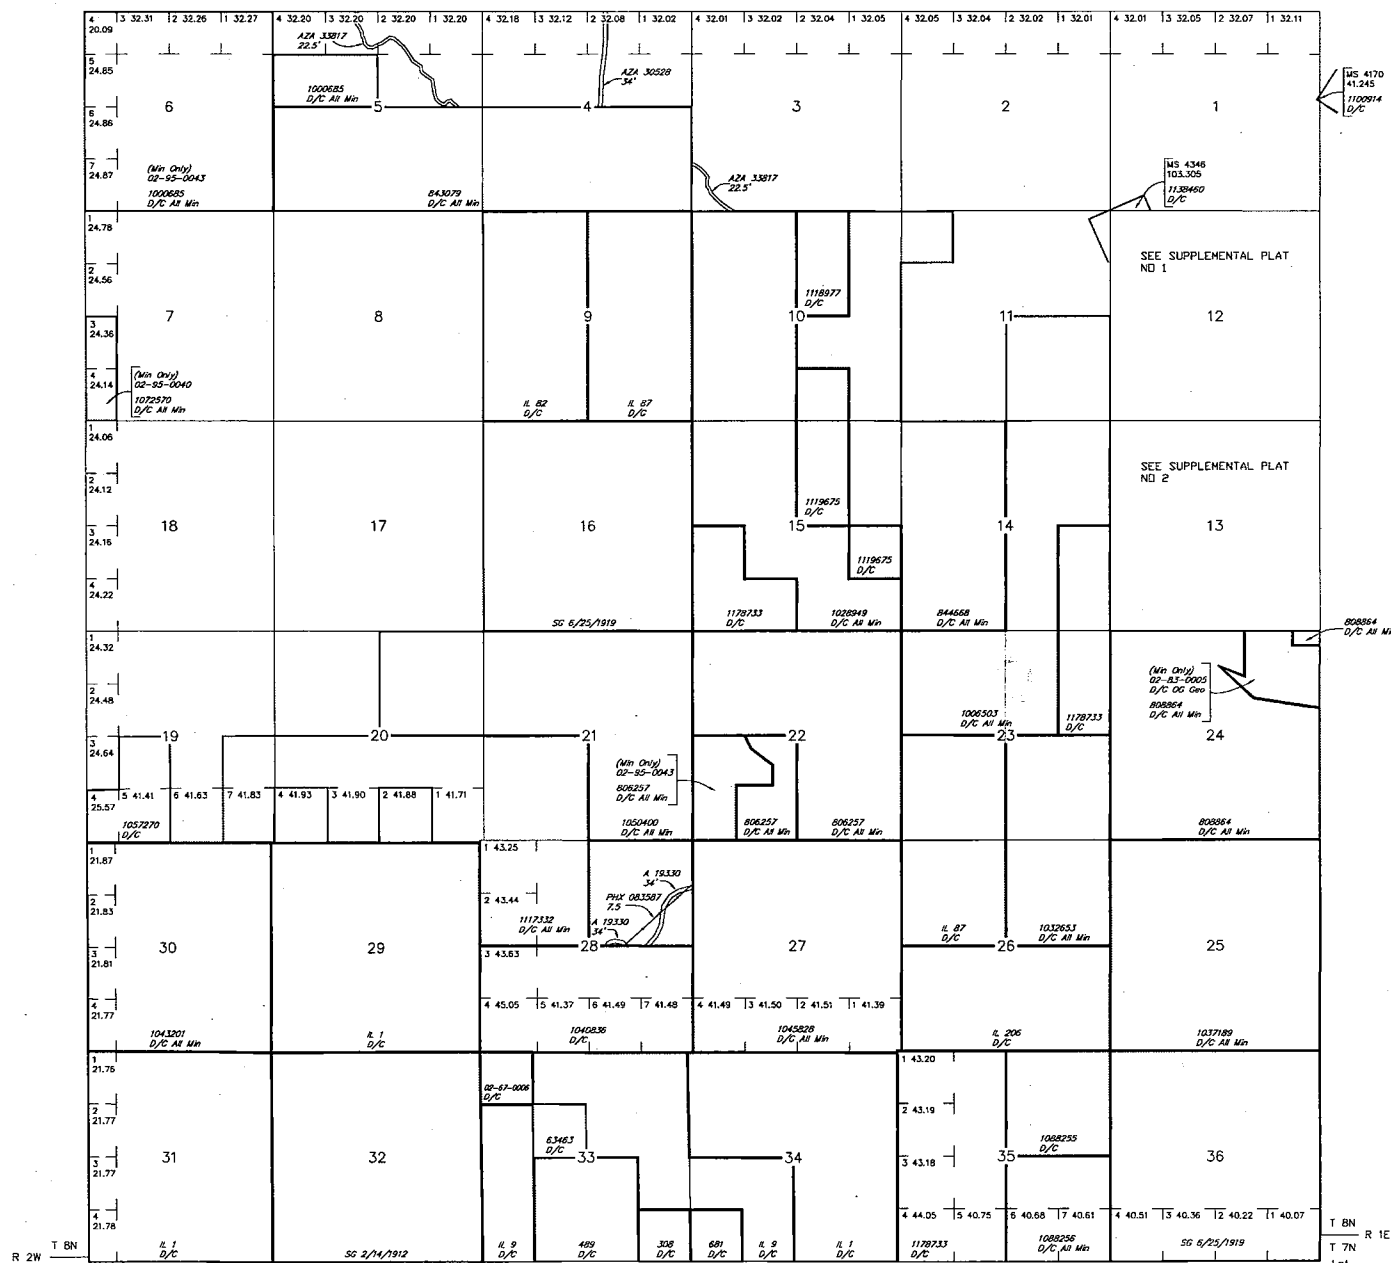 4 32.31 3 32.26 2 32.27 1
20.09
4 32.20 3 32.20 2 32.20 1 32.20
4 32.18 3 32.12 2 32.08 1 32.02
4 32.01 3 32.02 2 32.04 1 32.05
4 32.05 3 32.04 2 32.02 1 32.01
4 32.01 3 32.05 2 32.07 1 32.11
5
24.85
6
24.86
7
24.87
AZA 33817
22.5'
AZA 30528
34'
1000685
D/C All Min
6
5
4
3
2
1
MS 4170
41.245
1100914
D/C
(Min Only)
02-95-0043
1000685
D/C All Min
843079
D/C All Min
AZA 33817
22.5'
MS 4346
103.305
1138460
D/C
1
24.78
2
24.56
3
24.36
4
24.14
SEE SUPPLEMENTAL PLAT
NO 1
1118977
D/C
7
8
9
10
11
12
(Min Only)
02-95-0040
1072570
D/C All Min
IL 82
D/C
IL 87
D/C
1
24.06
2
24.12
3
24.15
4
24.22
SEE SUPPLEMENTAL PLAT
NO 2
1119675
D/C
18
17
16
15
14
13
1119675
D/C
SG 6/25/1919
1178733
D/C
1028949
D/C All Min
844668
D/C All Min
808864
D/C All Mi
1
24.32
2
24.48
3
24.64
4
25.57
(Min Only)
02-83-0005
D/C OG Geo
808864
D/C All Min
1006503
D/C All Min
1178733
D/C
19
20
21
22
23
24
(Min Only)
02-95-0043
806257
D/C All Min
5 41.41 6 41.63 7 41.83 4 41.93 3 41.90 2 41.88 1 41.71
1057270
D/C
1050400
D/C All Min
806257
D/C All Min
806257
D/C All Min
808864
D/C All Min
1
21.87
2
21.83
3
21.81
4
21.77
1 43.25
2 43.44
3 43.63
A 19330
34'
PHX 083587
7.5
A 19330
34'
1117332
D/C All Min
IL 87
D/C
1032653
D/C All Min
30
29
28
27
26
25
4 45.05 5 41.37 6 41.49 7 41.48 4 41.49 3 41.50 2 41.51 1 41.39
1043201
D/C All Min
IL 1
D/C
1040836
D/C
1045828
D/C All Min
IL 206
D/C
1037189
D/C All Min
1
21.76
2
21.77
3
21.77
4
21.78
02-67-0006
D/C
63463
D/C
1 43.20
2 43.19
3 43.18
1088255
D/C
31
32
33
34
35
36
4 44.05 5 40.75 6 40.68 7 40.61 4 40.51 3 40.36 2 40.22 1 40.07
IL 1
D/C
SG 2/14/1912
IL 9
D/C
489
D/C
308
D/C
681
D/C
IL 9
D/C
IL 1
D/C
1178733
D/C
1088256
D/C All Min
SG 6/25/1919
T 8N
R 2W
T 8N
R 1E
T 7N